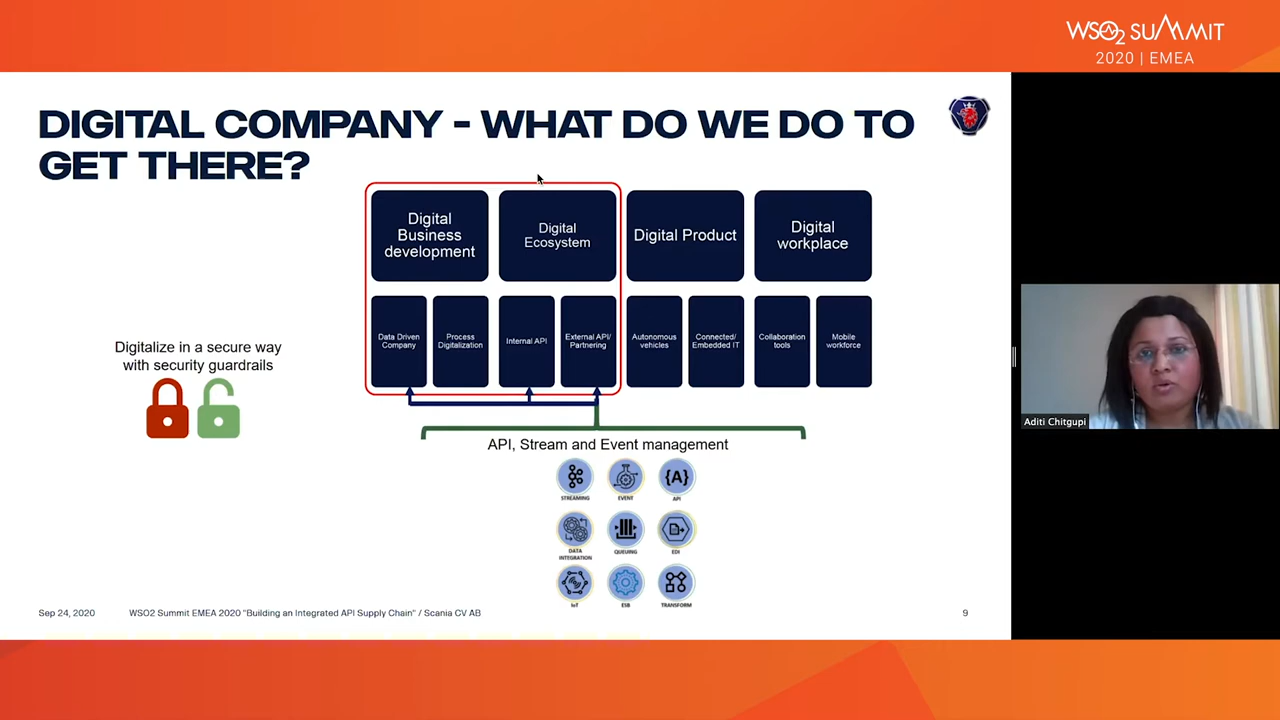 WSO2 SUMMIT
2020 | EMEA
DIGITAL COMPANY - WHAT DO WE DO TO
GET THERE?
Digital
Business
development
Digital
Ecosystem
Digital Product
Digital
workplace
Data Driven
Company
Process
Digitalization
Internal API
External API/
Partnering
Autonomous
vehicles
Connected/
Embedded IT
Collaboration
tools
Mobile
workforce
Digitalize in a secure way
with security guardrails
API, Stream and Event management
STREAMING
EVENT
{A}
API
DATA
INTEGRATION
QUEUING
EDI
IoT
ESB
TRANSFORM
Aditi Chitgupi
Sep 24, 2020
WSO2 Summit EMEA 2020 "Building an Integrated API Supply Chain" / Scania CV AB
9